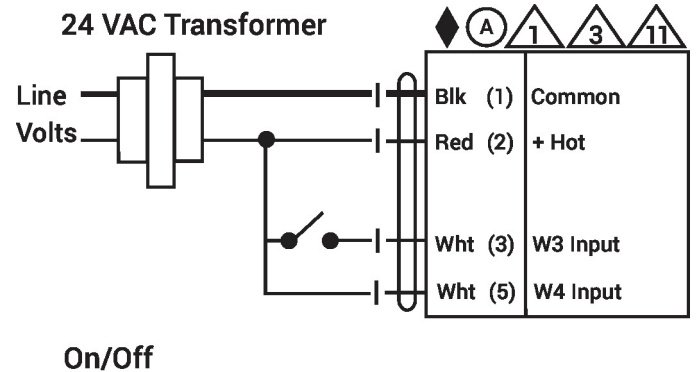 24 VAC Transformer
A 1 3 11
Line
Volts
Blk (1) Common
Red (2) + Hot
Wht (3) W3 Input
Wht (5) W4 Input
On/Off